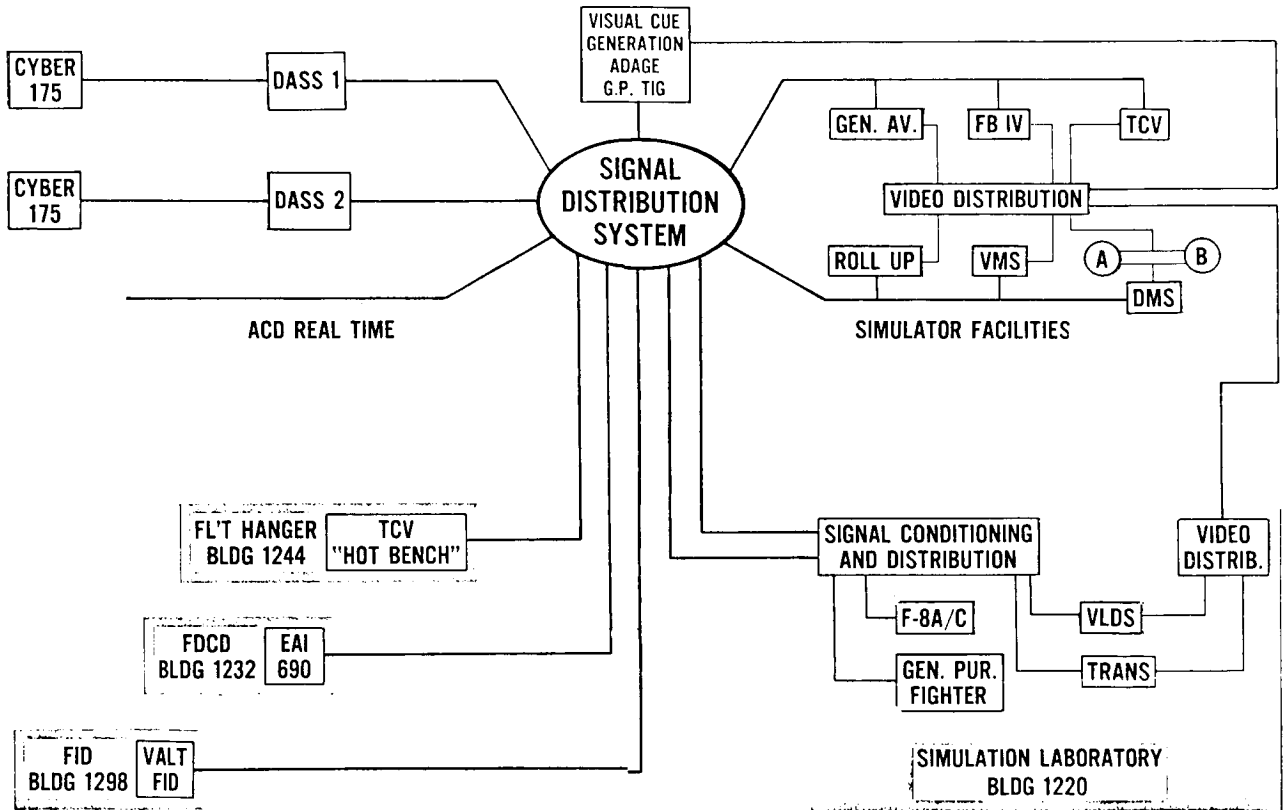 VISUAL CUE
GENERATION
ADAGE
G.P. TIG
CYBER
175
DASS 1
GEN. AV.
FB IV
TCV
CYBER
175
DASS 2
SIGNAL
DISTRIBUTION
SYSTEM
VIDEO DISTRIBUTION
ROLL UP
VMS
A
B
DMS
ACD REAL TIME
SIMULATOR FACILITIES
FL'T HANGER
BLDG 1244
TCV
"HOT BENCH"
SIGNAL CONDITIONING
AND DISTRIBUTION
VIDEO
DISTRIB.
F-8A/C
VLDS
FDCD
BLDG 1232
EAI
690
GEN. PUR.
FIGHTER
TRANS
FID
BLDG 1298
VALT
FID
SIMULATION LABORATORY
BLDG 1220